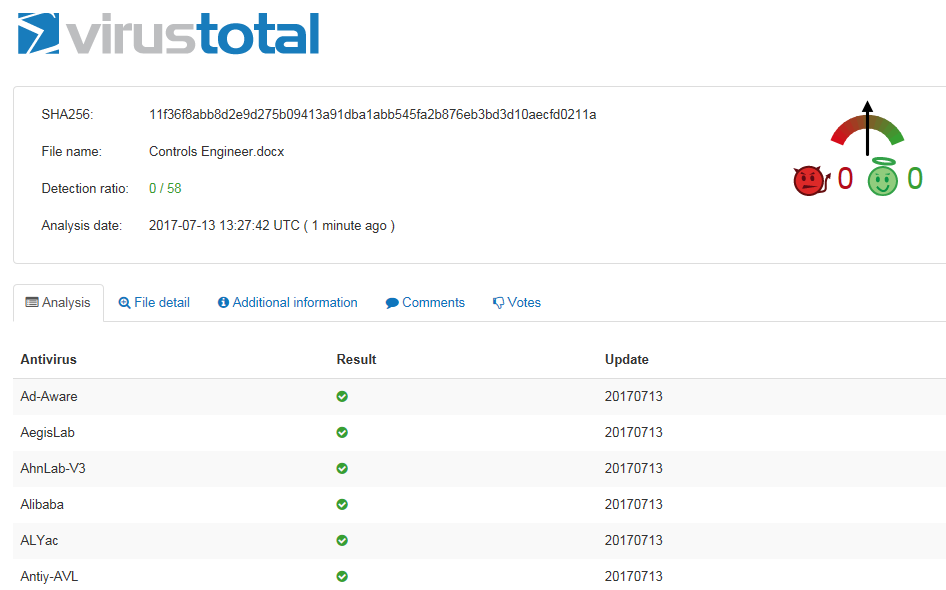 virustotal
SHA256: 11f36f8abb8d2e9d275b09413a91dba1abb545fa2b876eb3bd3d10aecfd0211a
File name: Controls Engineer.docx
Detection ratio: 0 / 58
0 0
Analysis date: 2017-07-13 13:27:42 UTC ( 1 minute ago )
Analysis File detail Additional information Comments Votes
Antivirus Result Update
Ad-Aware 20170713
AegisLab 20170713
AhnLab-V3 20170713
Alibaba 20170713
ALYac 20170713
Antiy-AVL 20170713